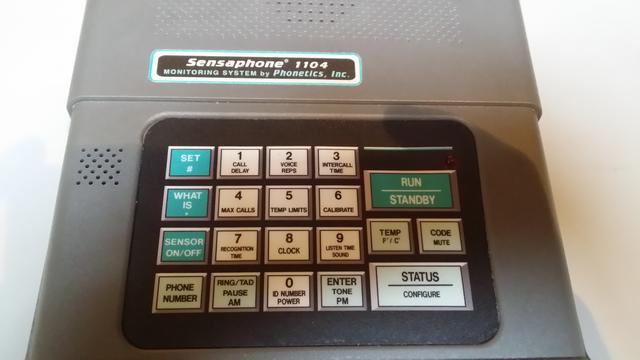 Sensaphone® 1104
MONITORING SYSTEM by Phonetics, Inc.
SET
#
1
CALL
DELAY
2
VOICE
REPS
3
INTERCALL
TIME
RUN
STANDBY
WHAT
IS
*
4
MAX CALLS
5
TEMP LIMITS
6
CALIBRATE
SENSOR
ON/OFF
7
RECOGNITION
TIME
8
CLOCK
9
LISTEN TIME
SOUND
TEMP
F°/C°
CODE
MUTE
PHONE
NUMBER
RING/TAD
PAUSE
AM
0
ID NUMBER
POWER
ENTER
TONE
PM
STATUS
CONFIGURE